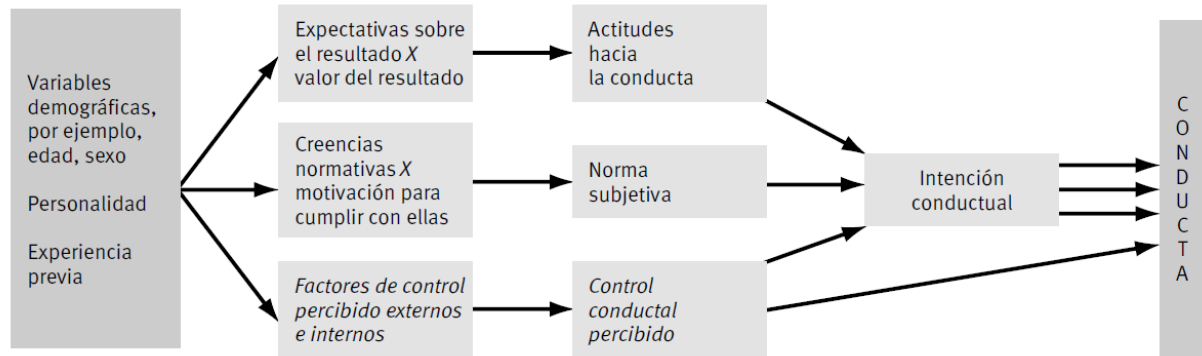 Variables
demográficas,
por ejemplo,
edad, sexo
Personalidad
Experiencia
previa
Expectativas sobre
el resultado X
valor del resultado
Creencias
normativas X
motivación para
cumplir con ellas
Factores de control
percibido externos
e internos
Actitudes
hacia
la conducta
Norma
subjetiva
Control
conductal
percibido
Intención
conductual
C
O
N
D
U
C
T
A